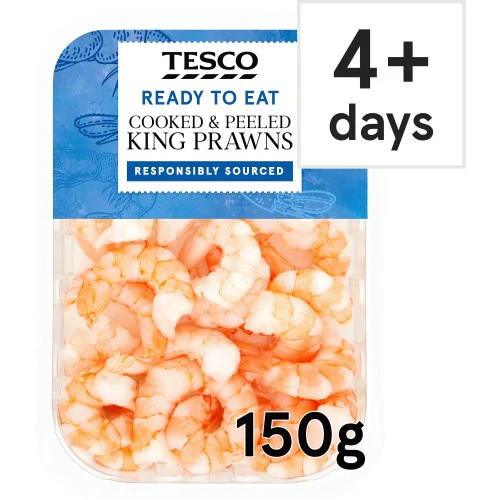 TESCO
READY TO EAT
COOKED & PEELED
KING PRAWNS
RESPONSIBLY SOURCED
4+
days
150g